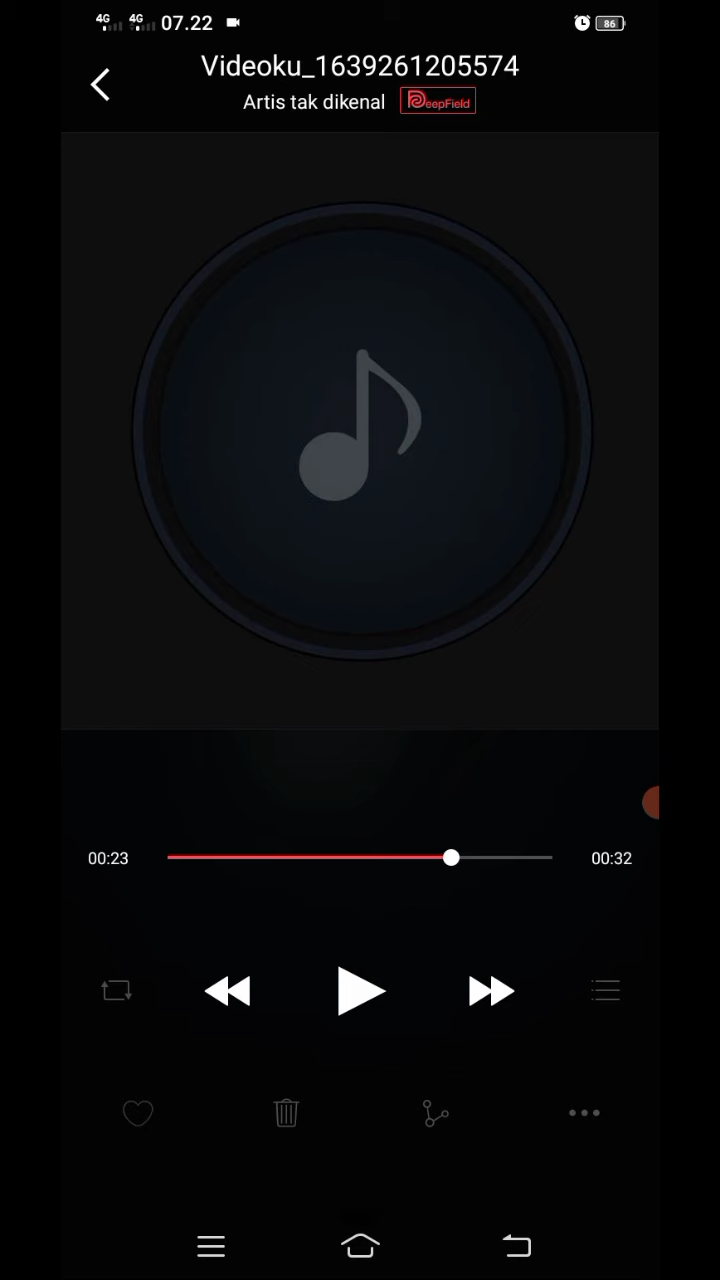 4G 4G 07.22 86
Videoku_1639261205574
Artis tak dikenal DeepField
00:23 00:32